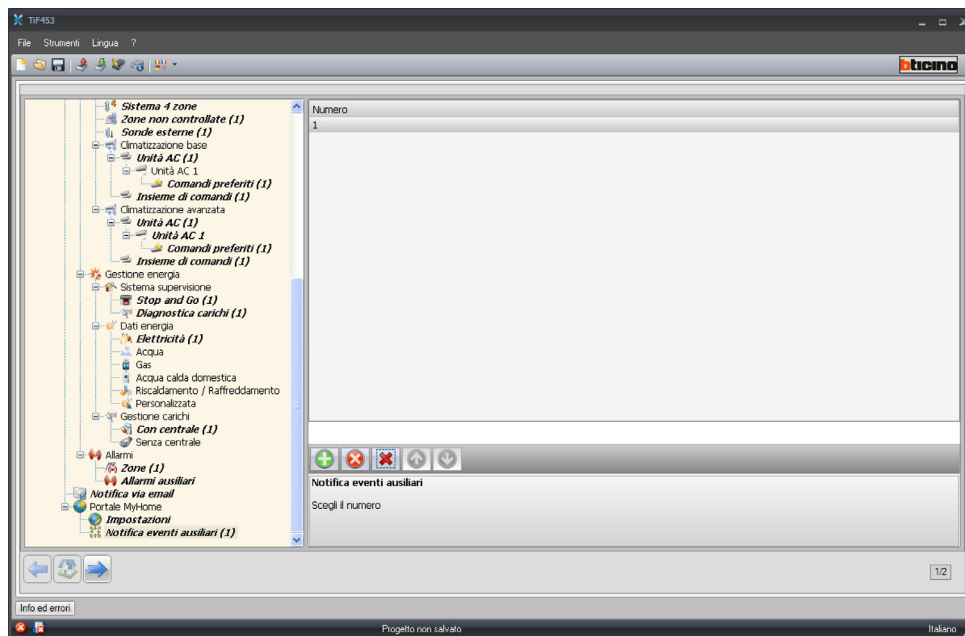 TiF453
File Strumenti Lingua ?
bticino
Sistema 4 zone
Zone non controllate (1)
Sonde esterne (1)
Climatizzazione base
Unità AC (1)
Unità AC 1
Comandi preferiti (1)
Insieme di comandi (1)
Climatizzazione avanzata
Unità AC (1)
Unità AC 1
Comandi preferiti (1)
Insieme di comandi (1)
Gestione energia
Sistema supervisione
Stop and Go (1)
Diagnostica carichi (1)
Dati energia
Elettricità (1)
Acqua
Gas
Acqua calda domestica
Riscaldamento / Raffreddamento
Personalizzata
Gestione carichi
Con centrale (1)
Senza centrale
Allarmi
Zone (1)
Allarmi ausiliari
Notifica via email
Portale MyHome
Impostazioni
Notifica eventi ausiliari (1)
Numero
1
Notifica eventi ausiliari
Scegli il numero
1/2
Info ed errori
Progetto non salvato
Italiano